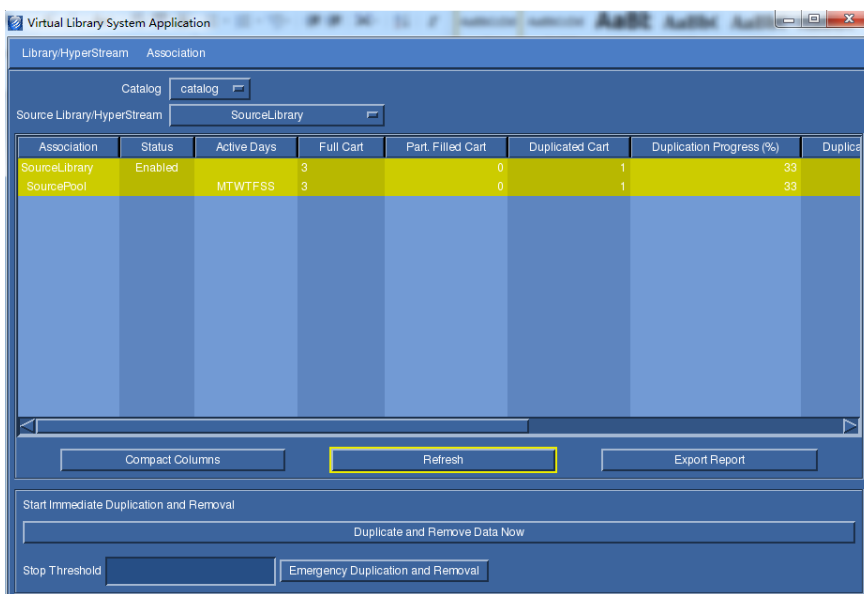 Virtual Library System Application
Library/HyperStream Association
Catalog catalog
Source Library/HyperStream SourceLibrary
Association Status Active Days Full Cart Part. Filled Cart Duplicated Cart Duplication Progress (%) Duplica
SourceLibrary Enabled 3 0 1 33
SourcePool MTWTFSS 3 0 1 33
Compact Columns Refresh Export Report
Start Immediate Duplication and Removal
Duplicate and Remove Data Now
Stop Threshold Emergency Duplication and Removal